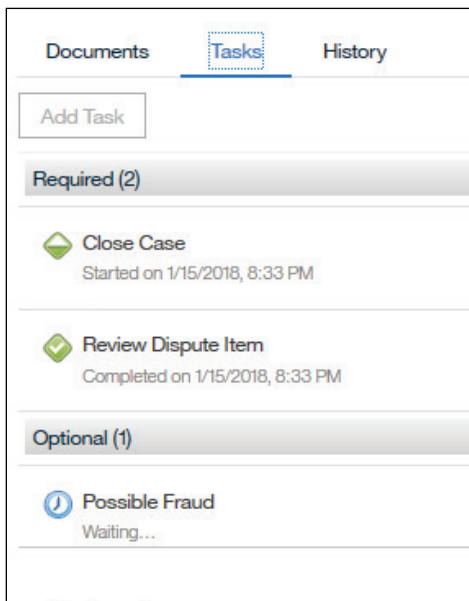 Documents Tasks History
Add Task
Required (2)
Close Case
Started on 1/15/2018, 8:33 PM
Review Dispute Item
Completed on 1/15/2018, 8:33 PM
Optional (1)
Possible Fraud
Waiting...